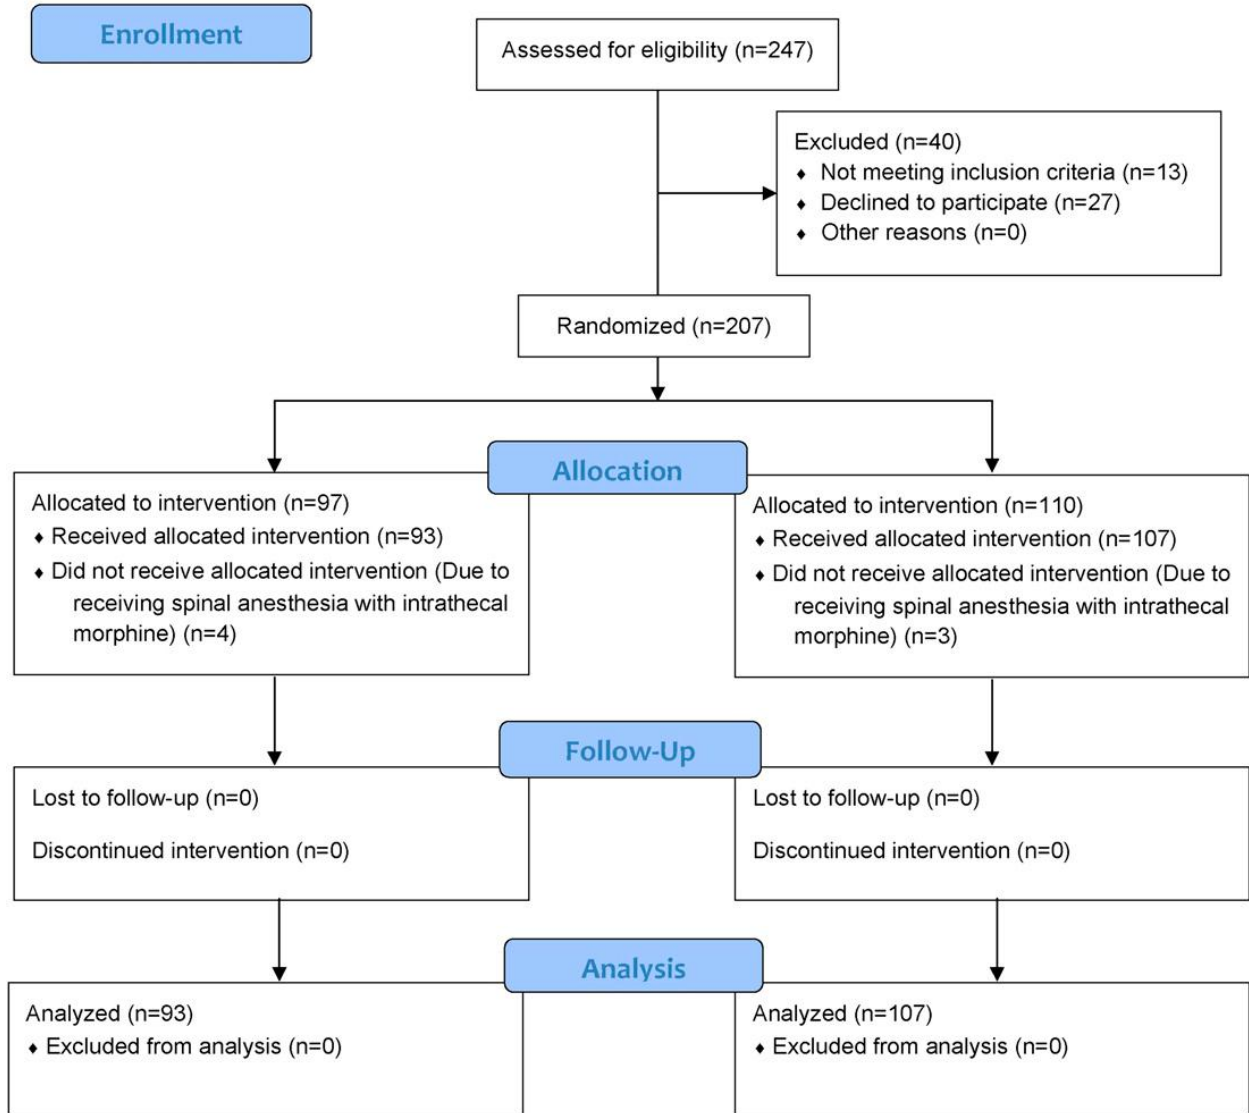 Enrollment
Assessed for eligibility (n=247)
Excluded (n=40)
♦ Not meeting inclusion criteria (n=13)
♦ Declined to participate (n=27)
♦ Other reasons (n=0)
Randomized (n=207)
Allocation
Allocated to intervention (n=97)
♦ Received allocated intervention (n=93)
♦ Did not receive allocated intervention (Due to
receiving spinal anesthesia with intrathecal
morphine) (n=4)
Allocated to intervention (n=110)
♦ Received allocated intervention (n=107)
♦ Did not receive allocated intervention (Due to
receiving spinal anesthesia with intrathecal
morphine) (n=3)
Follow-Up
Lost to follow-up (n=0)
Discontinued intervention (n=0)
Lost to follow-up (n=0)
Discontinued intervention (n=0)
Analysis
Analyzed (n=93)
♦ Excluded from analysis (n=0)
Analyzed (n=107)
♦ Excluded from analysis (n=0)